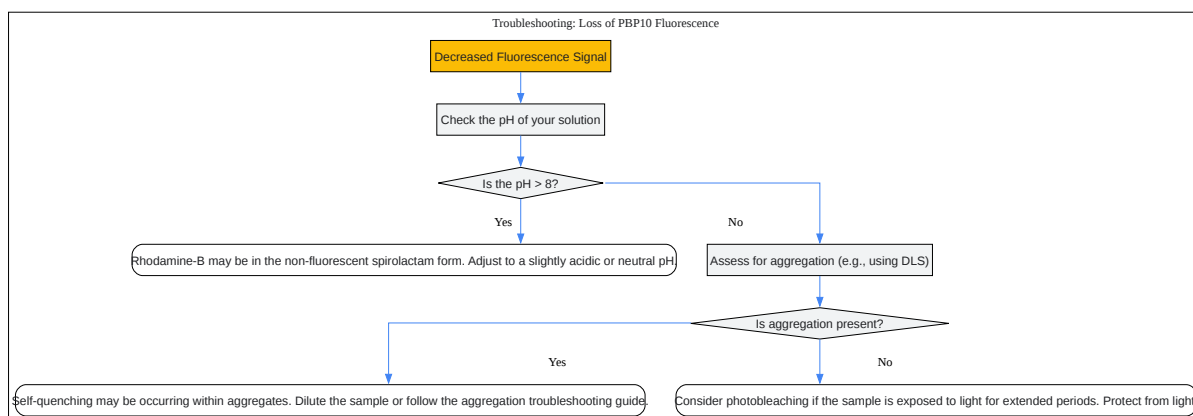 Troubleshooting: Loss of PBP10 Fluorescence
Decreased Fluorescence Signal
Check the pH of your solution
Is the pH > 8?
Yes
No
Rhodamine-B may be in the non-fluorescent spirolactam form. Adjust to a slightly acidic or neutral pH.
Assess for aggregation (e.g., using DLS)
Is aggregation present?
Yes
No
Self-quenching may be occurring within aggregates. Dilute the sample or follow the aggregation troubleshooting guide.
Consider photobleaching if the sample is exposed to light for extended periods. Protect from light